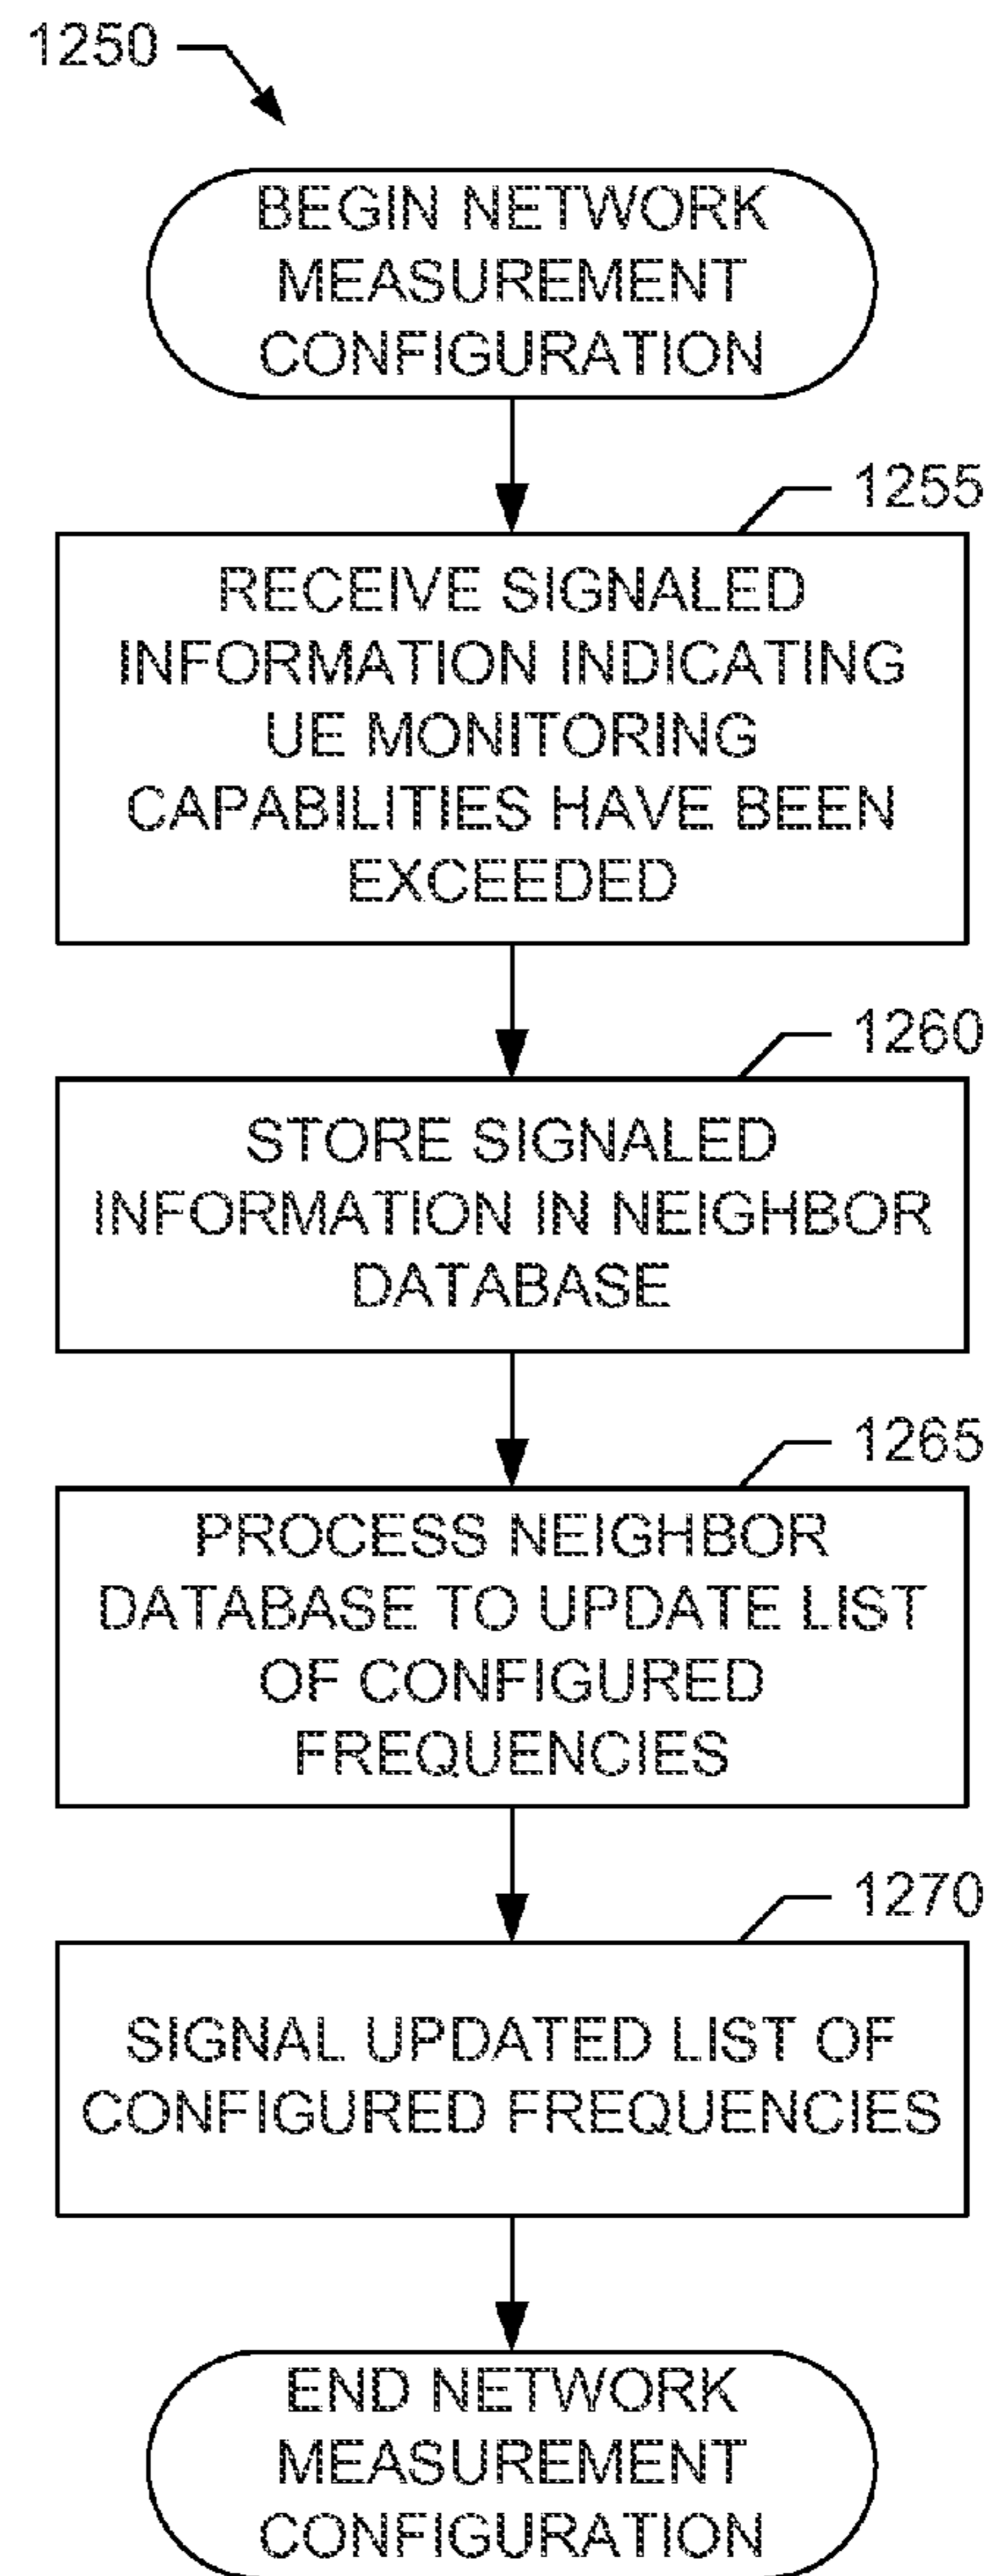 1250
BEGIN NETWORK
MEASUREMENT
CONFIGURATION
1255
RECEIVE SIGNALED
INFORMATION INDICATING
UE MONITORING
CAPABILITIES HAVE BEEN
EXCEEDED
1260
STORE SIGNALED
INFORMATION IN NEIGHBOR
DATABASE
1265
PROCESS NEIGHBOR
DATABASE TO UPDATE LIST
OF CONFIGURED
FREQUENCIES
1270
SIGNAL UPDATED LIST OF
CONFIGURED FREQUENCIES
END NETWORK
MEASUREMENT
CONFIGURATION